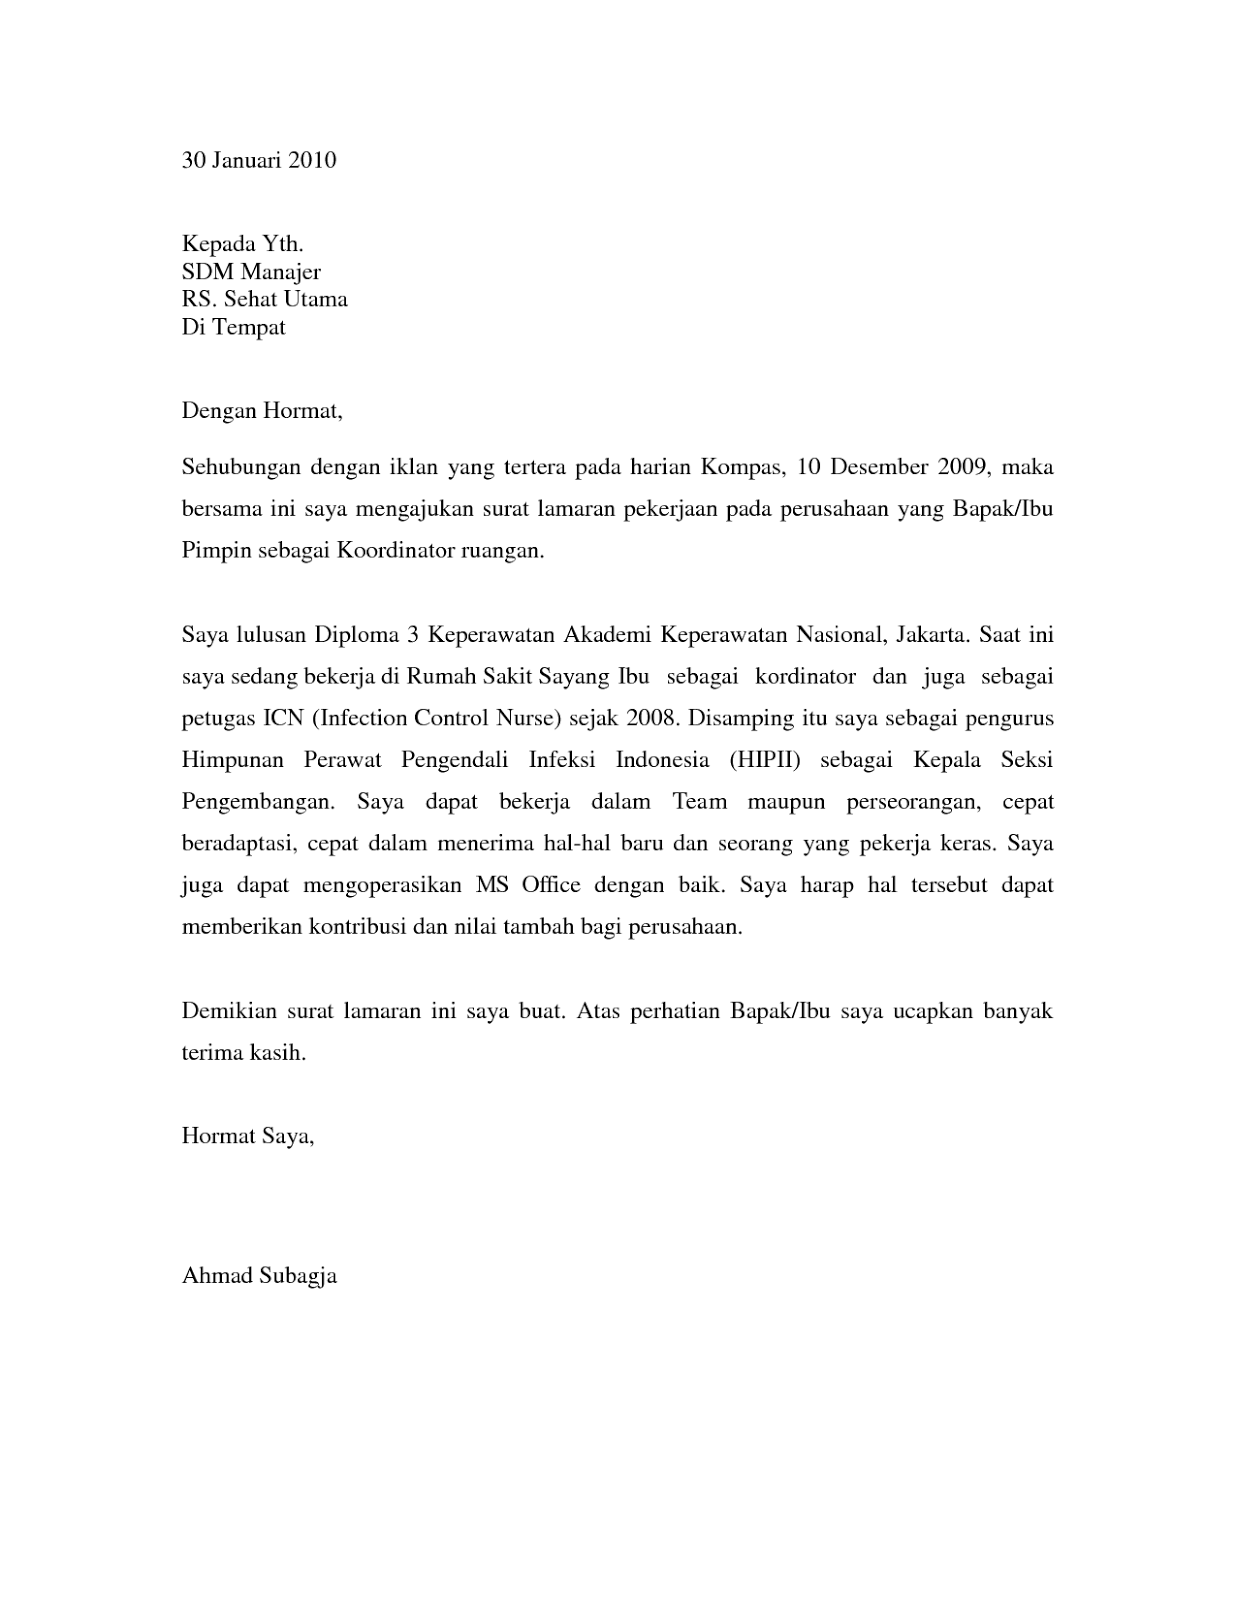 30 Januari 2010
Kepada Yth.
SDM Manajer
RS. Sehat Utama
Di Tempat
Dengan Hormat,
Sehubungan dengan iklan yang tertera pada harian Kompas, 10 Desember 2009, maka
bersama ini saya mengajukan surat lamaran pekerjaan pada perusahaan yang Bapak/Ibu
Pimpin sebagai Koordinator ruangan.
Saya lulusan Diploma 3 Keperawatan Akademi Keperawatan Nasional, Jakarta. Saat ini
saya sedang bekerja di Rumah Sakit Sayang Ibu sebagai kordinator dan juga sebagai
petugas ICN (Infection Control Nurse) sejak 2008. Disamping itu saya sebagai pengurus
Himpunan Perawat Pengendali Infeksi Indonesia (HIPII) sebagai Kepala Seksi
Pengembangan. Saya dapat bekerja dalam Team maupun perseorangan, cepat
beradaptasi, cepat dalam menerima hal-hal baru dan seorang yang pekerja keras. Saya
juga dapat mengoperasikan MS Office dengan baik. Saya harap hal tersebut dapat
memberikan kontribusi dan nilai tambah bagi perusahaan.
Demikian surat lamaran ini saya buat. Atas perhatian Bapak/Ibu saya ucapkan banyak
terima kasih.
Hormat Saya,
Ahmad Subagja